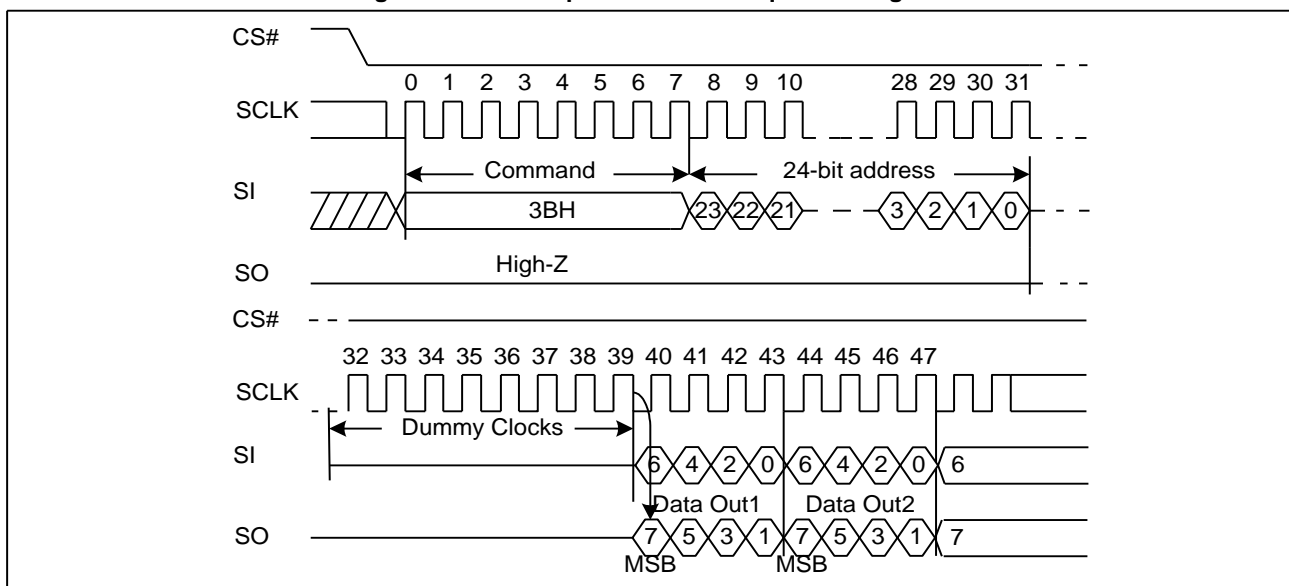 CS#
0 1 2 3 4 5 6 7 8 9 10 28 29 30 31
SCLK
Command 24-bit address
SI
3BH 23 22 21 3 2 1 0
High-Z
SO
CS#
32 33 34 35 36 37 38 39 40 41 42 43 44 45 46 47
SCLK
Dummy Clocks
SI
6 4 2 0 6 4 2 0 6
Data Out1 Data Out2
SO
7 5 3 1 7 5 3 1 7
MSB MSB